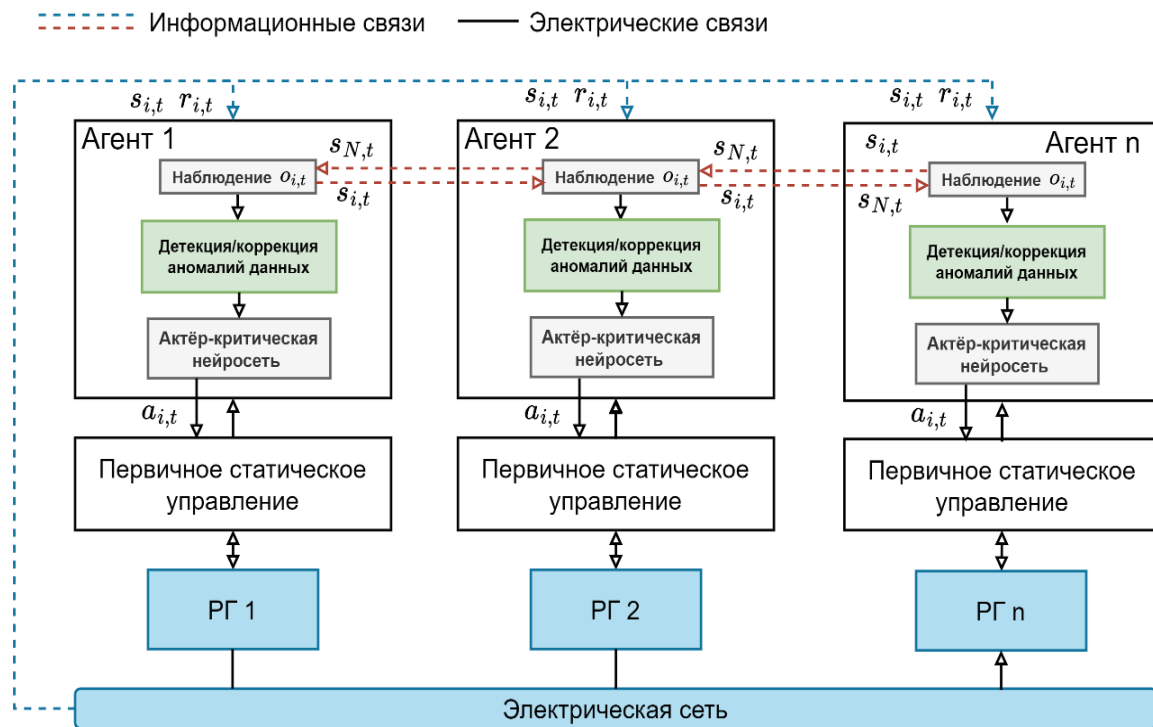 Информационные связи
Электрические связи
s_{i,t} r_{i,t}
s_{i,t} r_{i,t}
s_{i,t} r_{i,t}
Агент 1
Агент 2
Агент n
s_{N,t}
s_{N,t}
s_{i,t}
Наблюдение o_{i,t}
Наблюдение o_{i,t}
Наблюдение o_{i,t}
s_{i,t}
s_{i,t}
s_{N,t}
Детекция/коррекция
аномалий данных
Детекция/коррекция
аномалий данных
Детекция/коррекция
аномалий данных
Актёр-критическая
нейросеть
Актёр-критическая
нейросеть
Актёр-критическая
нейросеть
a_{i,t}
a_{i,t}
a_{i,t}
Первичное статическое
управление
Первичное статическое
управление
Первичное статическое
управление
РГ 1
РГ 2
РГ n
Электрическая сеть